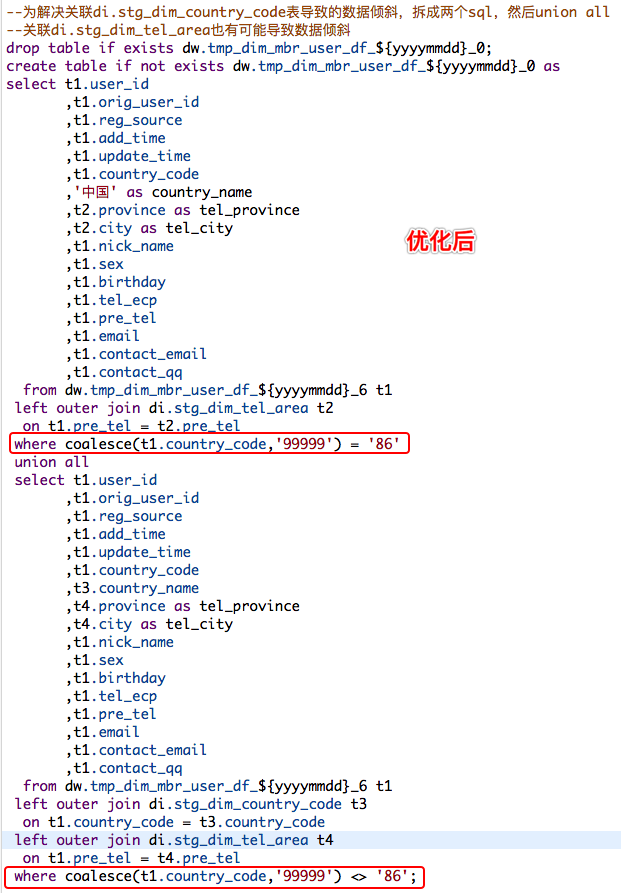 --为解决关联di.stg_dim_country_code表导致的数据倾斜，拆成两个sql，然后union all
--关联di.stg_dim_tel_area也有可能导致数据倾斜
drop table if exists dw.tmp_dim_mbr_user_df_${yyyymmdd}_0;
create table if not exists dw.tmp_dim_mbr_user_df_${yyyymmdd}_0 as
select t1.user_id
,t1.orig_user_id
,t1.reg_source
,t1.add_time
,t1.update_time
,t1.country_code
,'中国' as country_name
,t2.province as tel_province
,t2.city as tel_city
优化后
,t1.nick_name
,t1.sex
,t1.birthday
,t1.tel_ecp
,t1.pre_tel
,t1.email
,t1.contact_email
,t1.contact_qq
from dw.tmp_dim_mbr_user_df_${yyyymmdd}_6 t1
left outer join di.stg_dim_tel_area t2
on t1.pre_tel = t2.pre_tel
where coalesce(t1.country_code,'99999') = '86'
union all
select t1.user_id
,t1.orig_user_id
,t1.reg_source
,t1.add_time
,t1.update_time
,t1.country_code
,t3.country_name
,t4.province as tel_province
,t4.city as tel_city
,t1.nick_name
,t1.sex
,t1.birthday
,t1.tel_ecp
,t1.pre_tel
,t1.email
,t1.contact_email
,t1.contact_qq
from dw.tmp_dim_mbr_user_df_${yyyymmdd}_6 t1
left outer join di.stg_dim_country_code t3
on t1.country_code = t3.country_code
left outer join di.stg_dim_tel_area t4
on t1.pre_tel = t4.pre_tel
where coalesce(t1.country_code,'99999') <> '86';